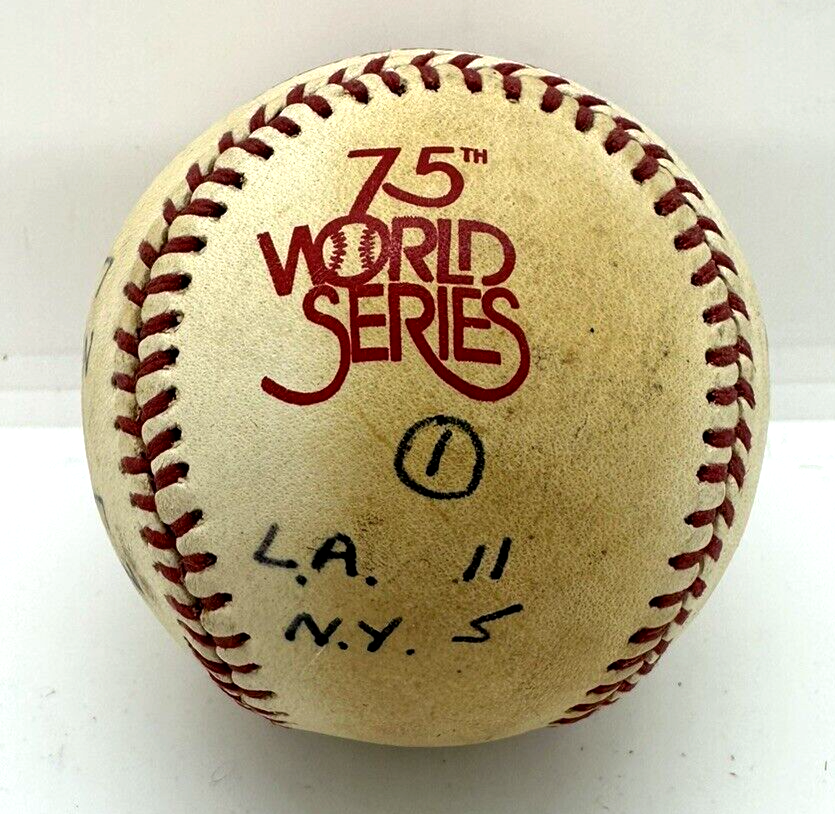 75TH
WORLD
SERIES
1
L.A. 11
N.Y. 5